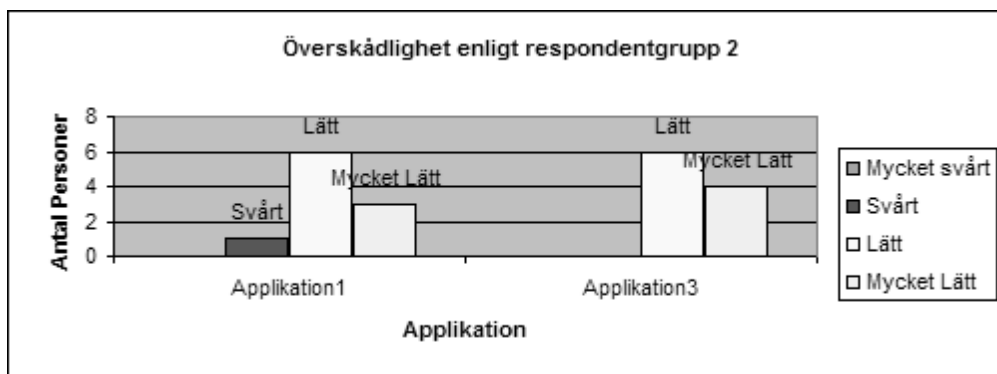 Överskådlighet enligt respondentgrupp 2
Antal Personer
8
6
4
2
0
Lätt
Lätt
Mycket Lätt
Mycket Lätt
Svårt
Applikation1
Applikation3
Applikation
Mycket svårt
Svårt
Lätt
Mycket Lätt